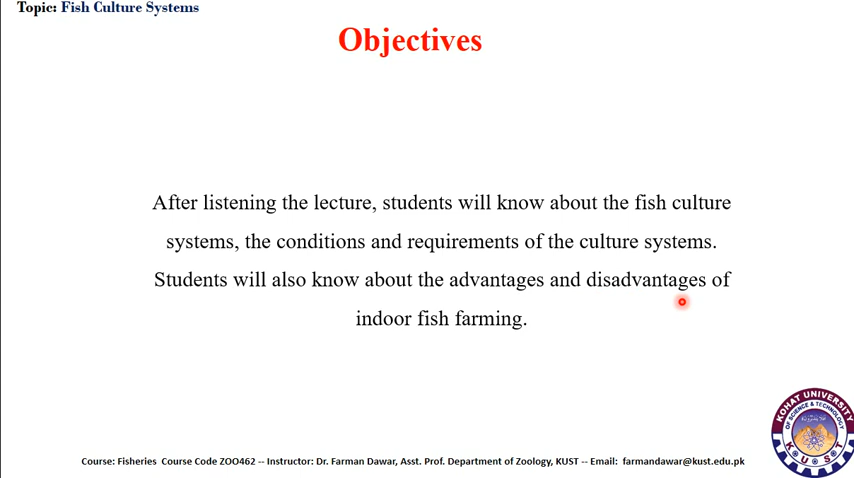 Topic: Fish Culture Systems
Objectives
After listening the lecture, students will know about the fish culture
systems, the conditions and requirements of the culture systems.
Students will also know about the advantages and disadvantages of
indoor fish farming.
KOHAT UNIVERSITY
OF SCIENCE & TECHNOLOGY
K U S T
Course: Fisheries Course Code ZOO462 -- Instructor: Dr. Farman Dawar, Asst. Prof. Department of Zoology, KUST -- Email: farmandawar@kust.edu.pk